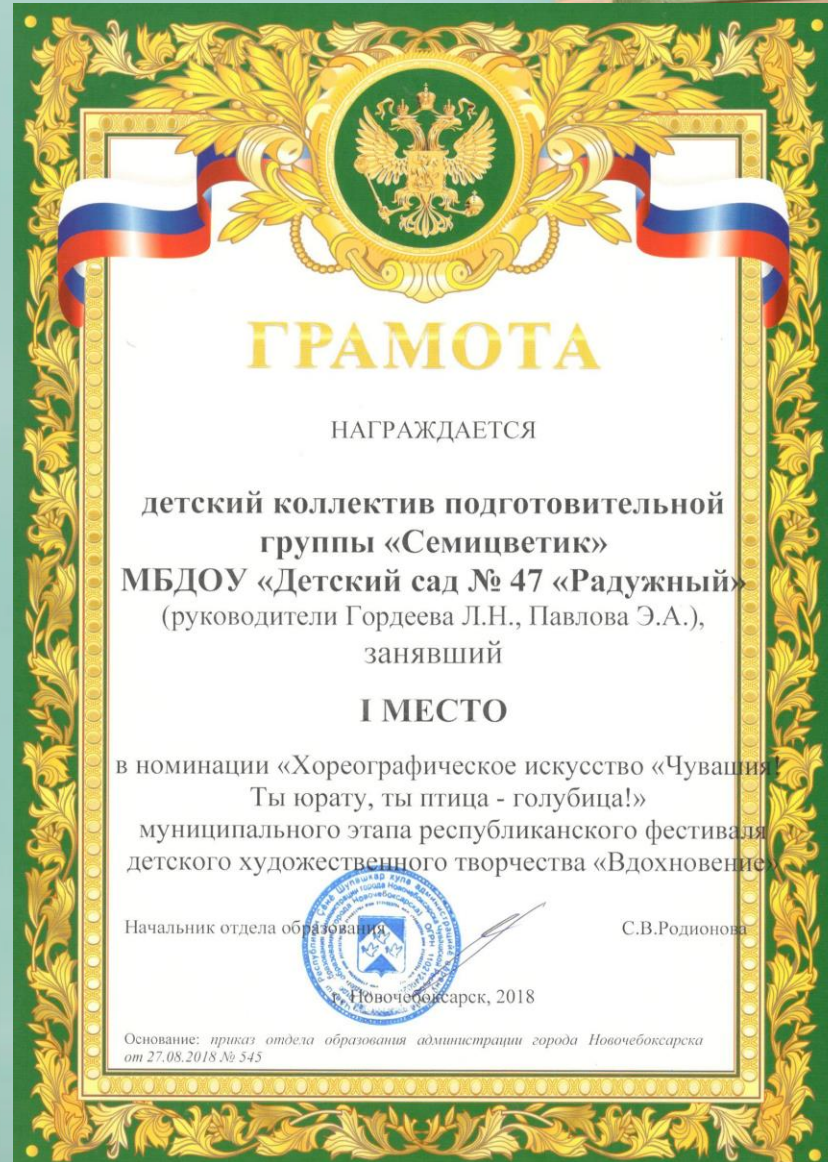 ГРАМОТА
НАГРАЖДАЕТСЯ
детский коллектив подготовительной
группы «Семицветик»
МБДОУ «Детский сад № 47 «Радужный»
(руководители Гордеева Л.Н., Павлова Э.А.),
занявший
I МЕСТО
в номинации «Хореографическое искусство «Чувашия!
Ты юрату, ты птица - голубица!»
муниципального этапа республиканского фестиваля
детского художественного творчества «Вдохновение»
Начальник отдела образования
С.В.Родионова
г. Новочебоксарск, 2018
Основание: приказ отдела образования администрации города Новочебоксарска
от 27.08.2018 № 545